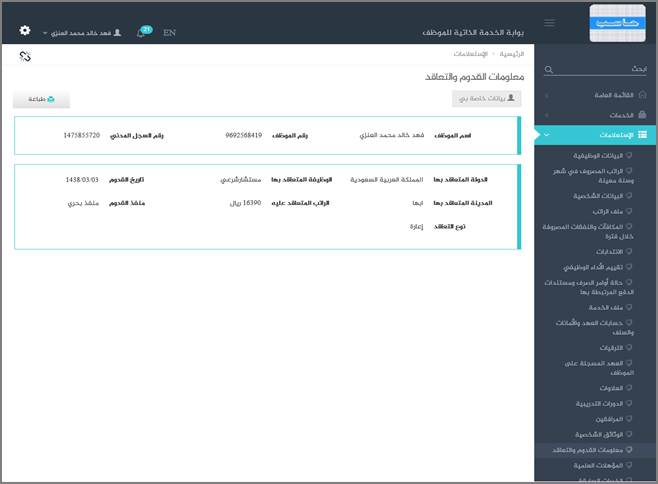 حاسب
بوابة الخدمة الذاتية للموظف
EN
21
فهد خالد محمد العنزي
ابحث
القائمة العامة
الخدمات
الإستعلامات
البيانات الوظيفية
الراتب المصروف في شهر
وسنة معينة
البيانات الشخصية
ملف الراتب
المكافآت والنفقات المصروفة
خلال فترة
الانتدابات
تقييم الأداء الوظيفي
حالة أوامر الصرف ومستندات
الدفع المرتبطة بها
ملف الخدمة
حسابات العهد والأمانات
والسلف
الترقيات
العهد المسجلة على
الموظف
العلاوات
الدورات التدريبية
المرافقين
الوثائق الشخصية
معلومات القدوم والتعاقد
المؤهلات العلمية
الخبرات السابقة
الرئيسية - الإستعلامات
معلومات القدوم والتعاقد
بيانات خاصة بي
طباعة
اسم الموظف فهد خالد محمد العنزي رقم الموظف 9692568419 رقم السجل المدني 1475855720
الدولة المتعاقد بها المملكة العربية السعودية الوظيفة المتعاقد بها مستشارشرعي تاريخ القدوم 1438/03/03
المدينة المتعاقد بها ابها الراتب المتعاقد عليه 16390 ريال منفذ القدوم منفذ بحري
نوع التعاقد إعارة